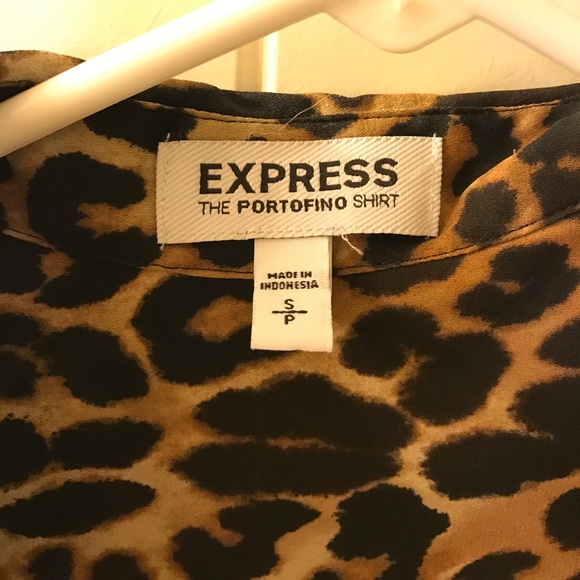 EXPRESS
THE PORTOFINO SHIRT
MADE IN
INDONESIA
S
P